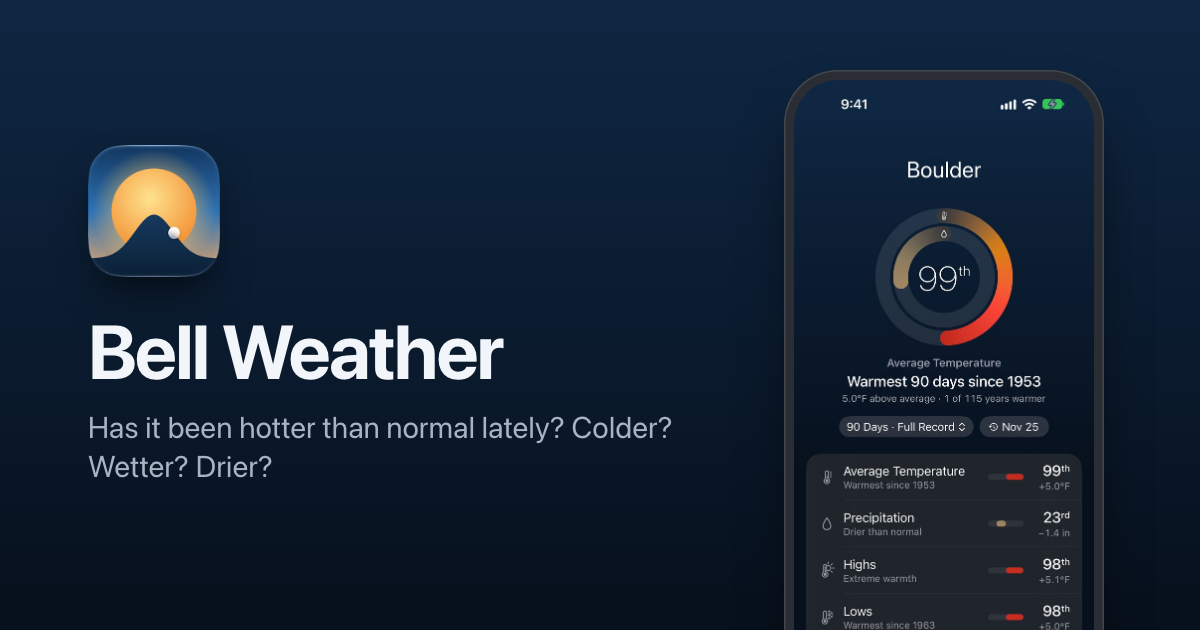 Bell Weather
Has it been hotter than normal lately? Colder?
Wetter? Drier?
9:41
Boulder
99th
Average Temperature
Warmest 90 days since 1953
5.0°F above average · 1 of 115 years warmer
90 Days · Full Record
Nov 25
Average Temperature
Warmest since 1953
99th
+5.0°F
Precipitation
Drier than normal
23rd
−1.4 in
Highs
Extreme warmth
98th
+5.1°F
Lows
Warmest since 1963
98th
+5.0°F